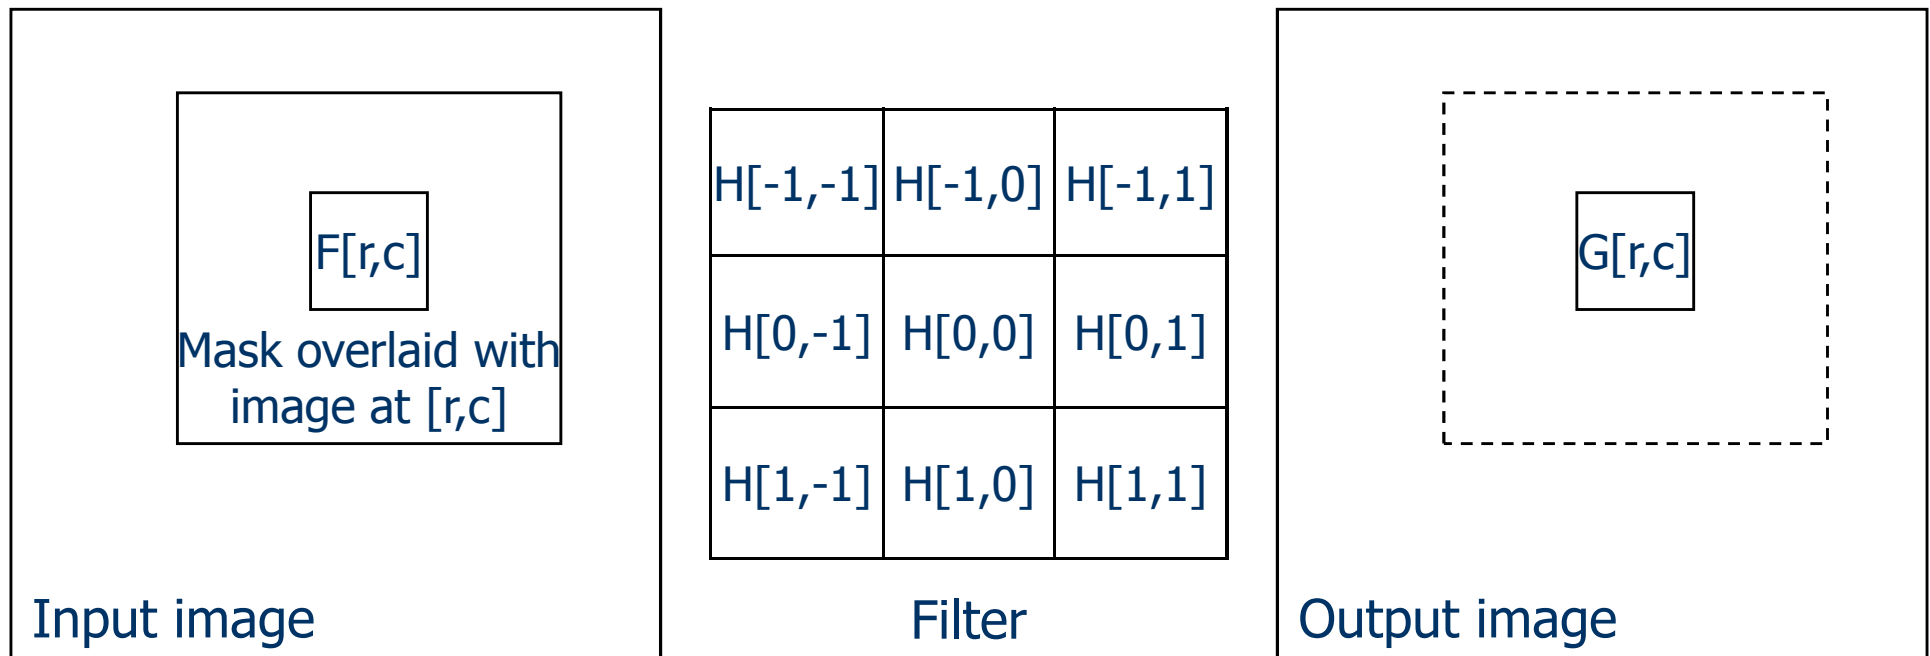 F[r,c]
Mask overlaid with
image at [r,c]
Input image
H[-1,-1] H[-1,0] H[-1,1]
H[0,-1] H[0,0] H[0,1]
H[1,-1] H[1,0] H[1,1]
Filter
G[r,c]
Output image